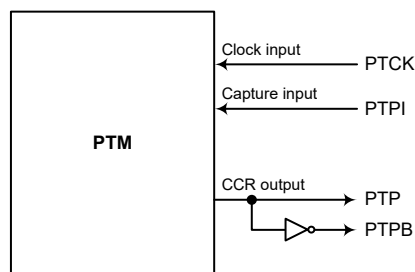 Clock input
PTCK
Capture input
PTPI
PTM
CCR output
PTP
PTPB